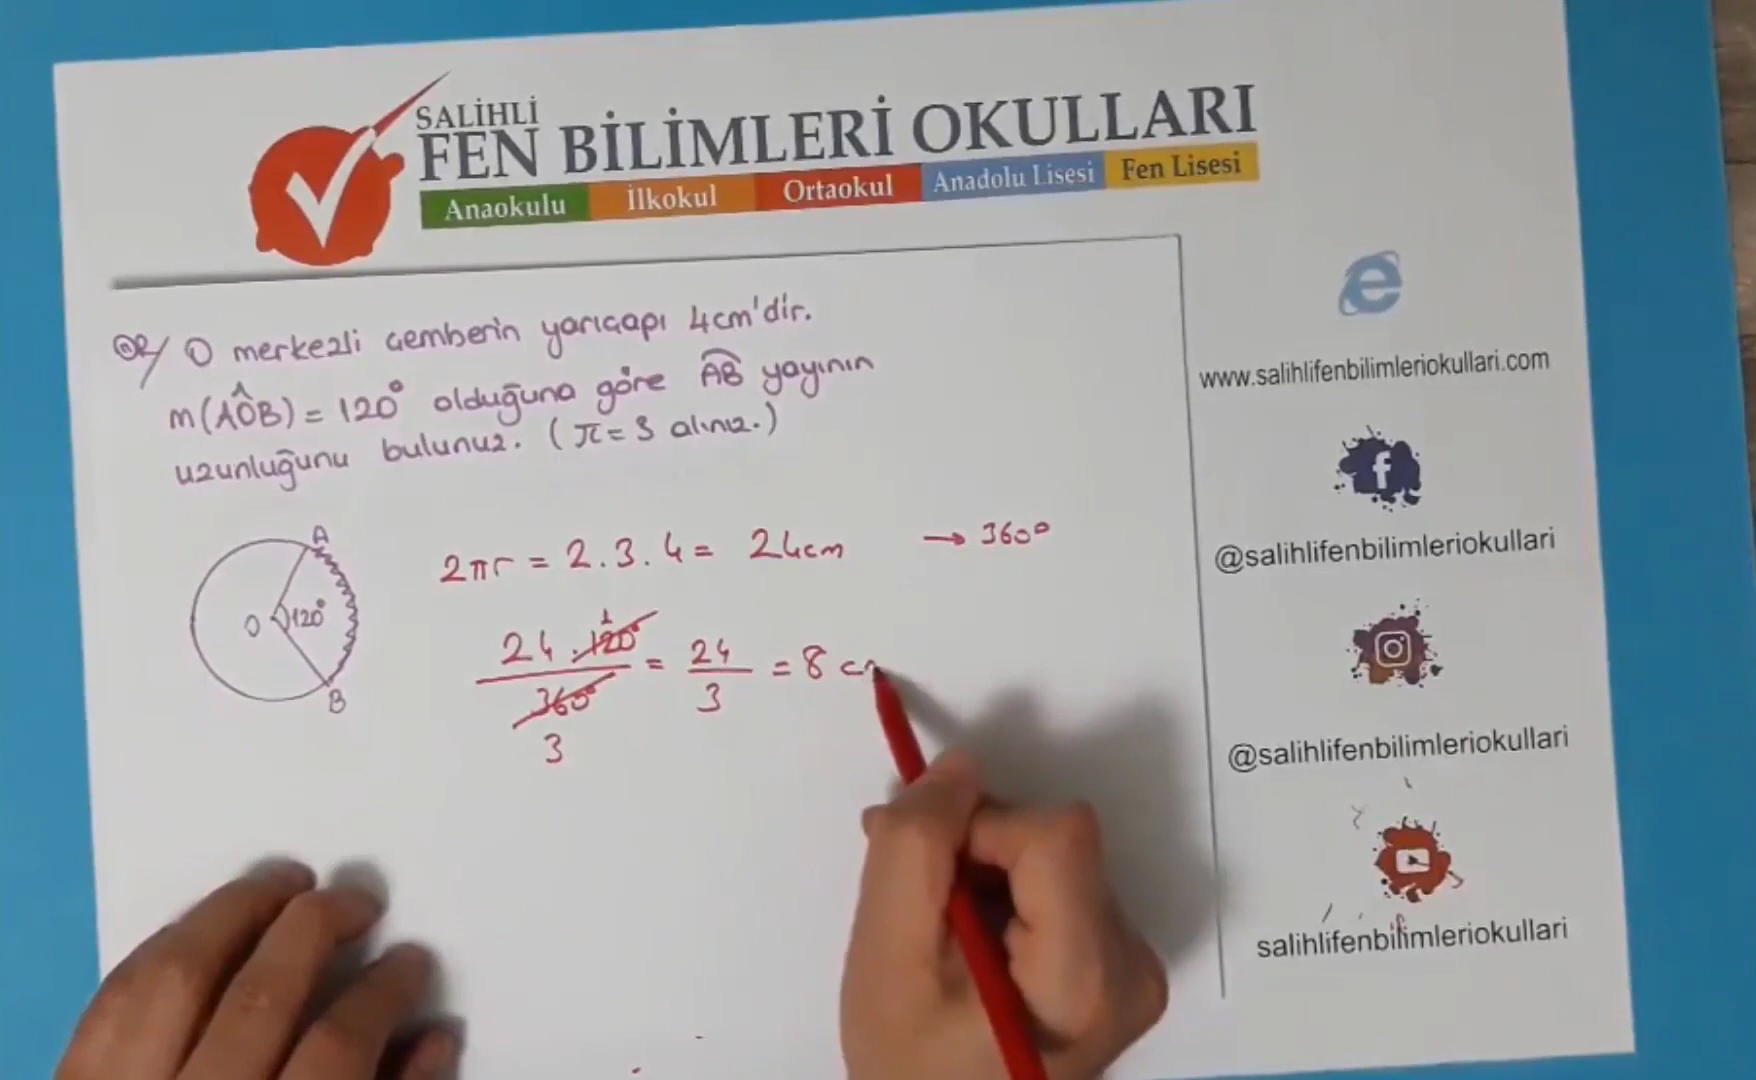 SALİHLİ
FEN BİLİMLERİ OKULLARI
Anaokulu İlkokul Ortaokul Anadolu Lisesi Fen Lisesi
ÖR/ O merkezli çemberin yarıçapı 4cm'dir.
m(AÔB) = 120° olduğuna göre AB yayının
uzunluğunu bulunuz. (π=3 alınız.)
A
O 120°
B
2πr = 2.3.4 = 24cm → 360°
24.120° 1
360° 3
= 24/3 = 8 c
e
www.salihlifenbilimleriokullari.com
f
@salihlifenbilimleriokullari
@salihlifenbilimleriokullari
salihlifenbilimleriokullari